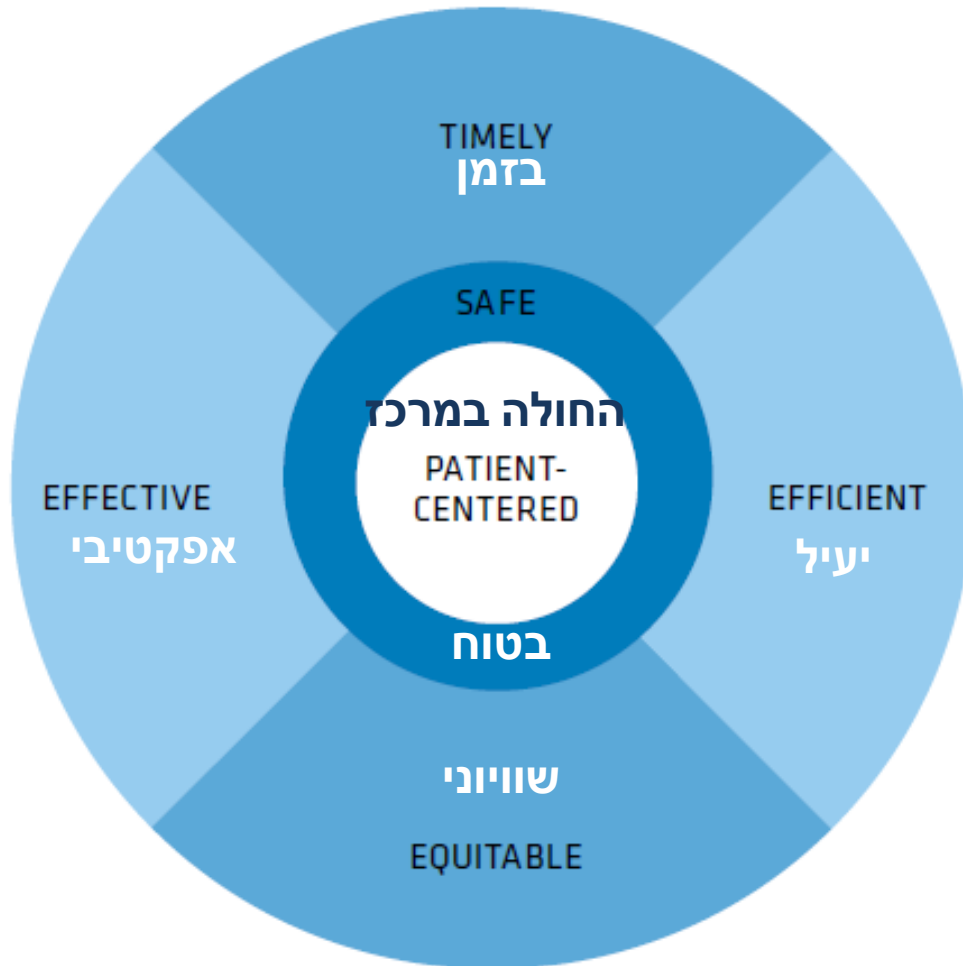 TIMELY
בזמן
SAFE
החולה במרכז
PATIENT-
CENTERED
EFFECTIVE
אפקטיבי
EFFICIENT
יעיל
בטוח
שוויוני
EQUITABLE